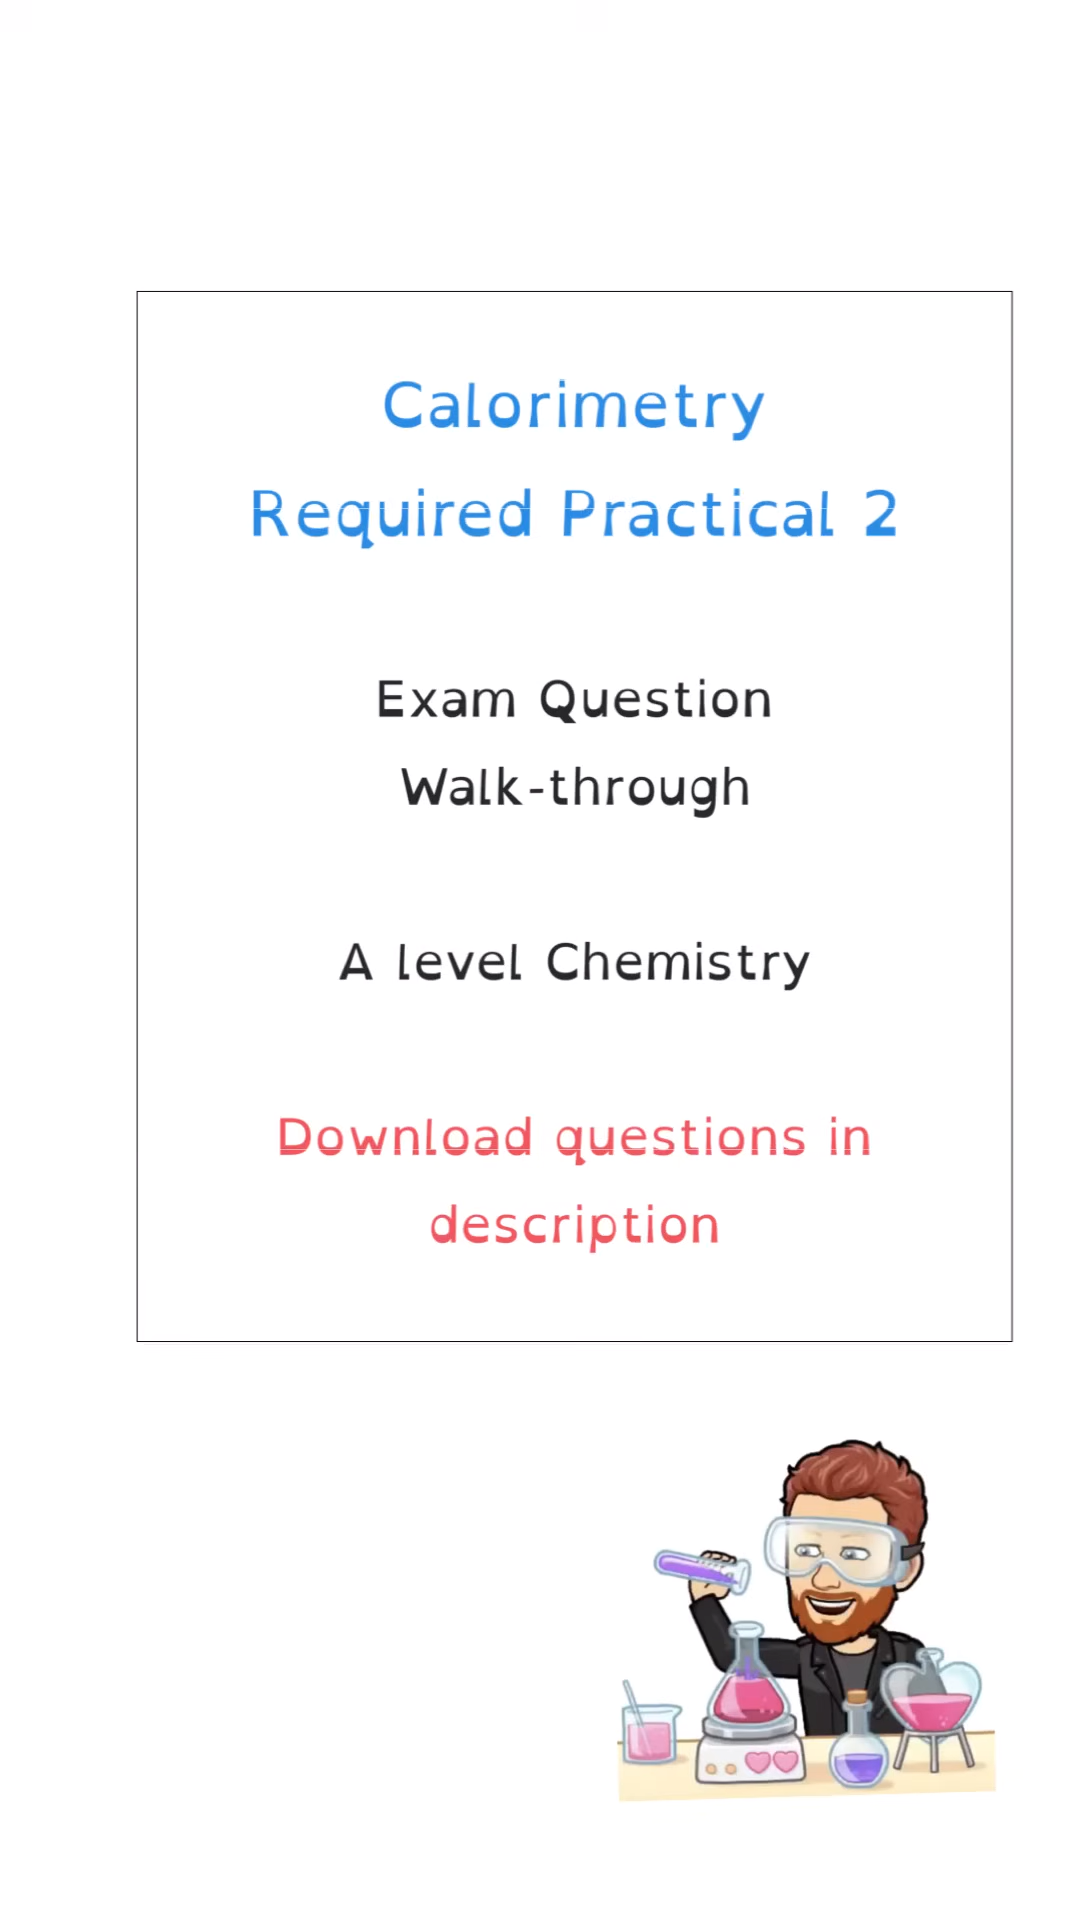 Calorimetry
Required Practical 2
Exam Question
Walk-through
A level Chemistry
Download questions in
description